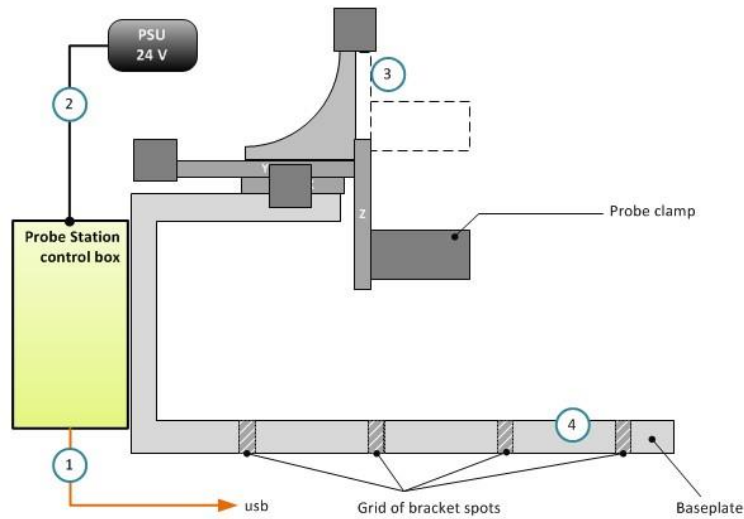 PSU
24 V
3
2
Y
Z
Probe clamp
Probe Station
control box
4
1
usb
Grid of bracket spots
Baseplate